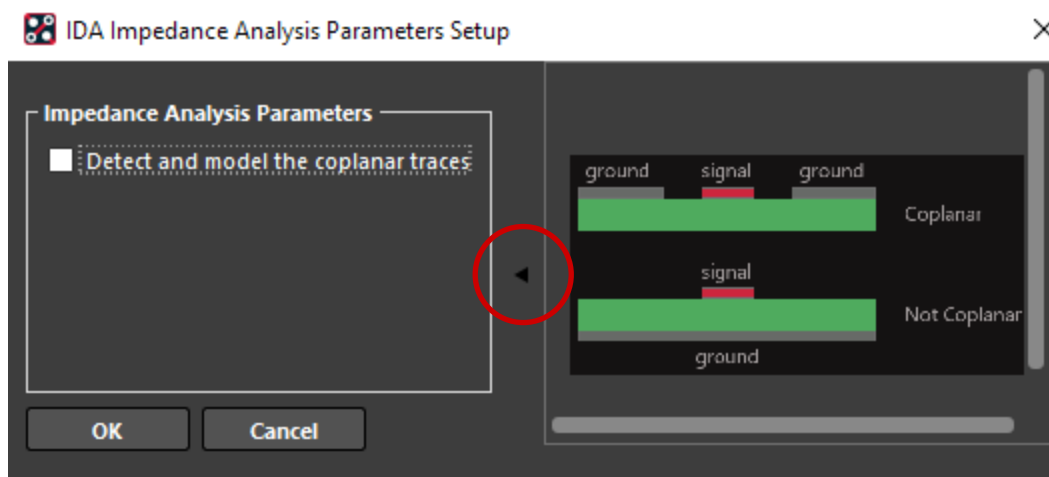 IDA Impedance Analysis Parameters Setup
Impedance Analysis Parameters
Detect and model the coplanar traces
OK Cancel
ground signal ground
Coplanar
signal
Not Coplanar
ground